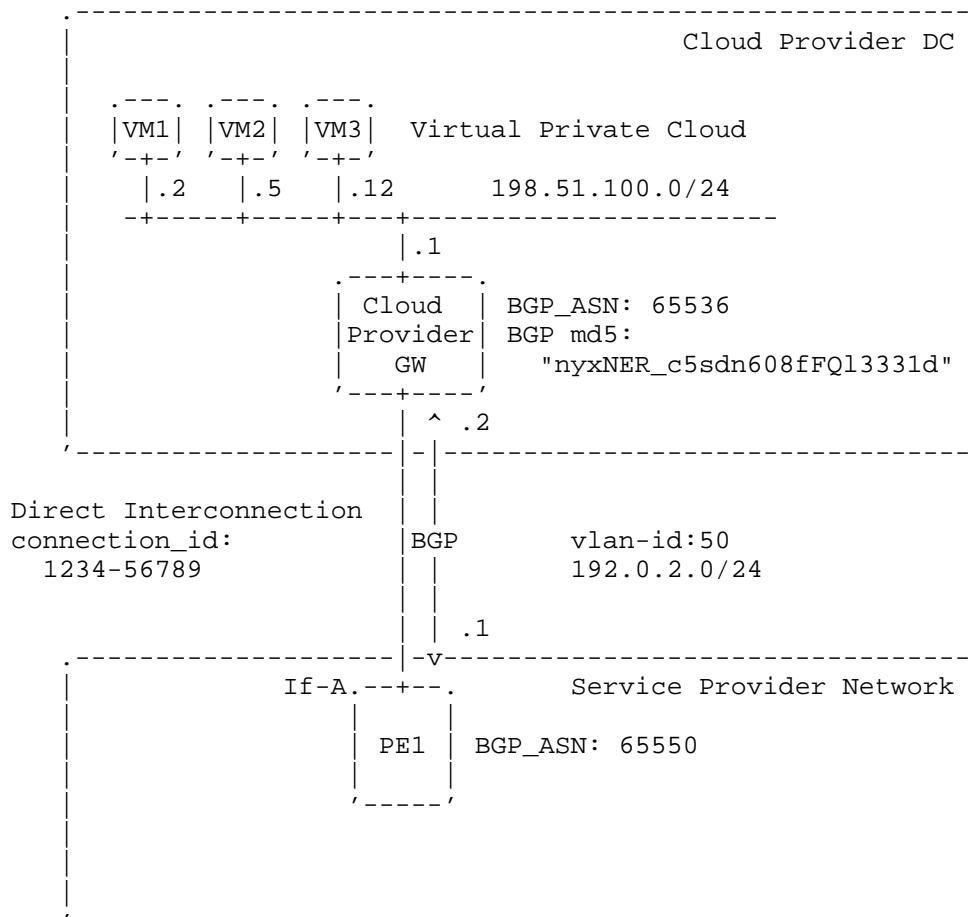 Cloud Provider DC
VM1 VM2 VM3 Virtual Private Cloud
.2 .5 .12 198.51.100.0/24
.1
Cloud BGP_ASN: 65536
Provider BGP md5:
GW "nyxNER_c5sdn608fFQl3331d"
.2
Direct Interconnection
connection_id: BGP vlan-id:50
1234-56789 192.0.2.0/24
.1
If-A Service Provider Network
PE1 BGP_ASN: 65550